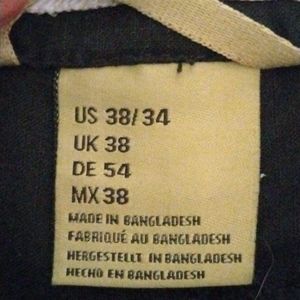 US 38/34
UK 38
DE 54
MX 38
MADE IN BANGLADESH
FABRIQUÉ AU BANGLADESH
HERGESTELLT IN BANGLADESH
HECHO EN BANGLADESH